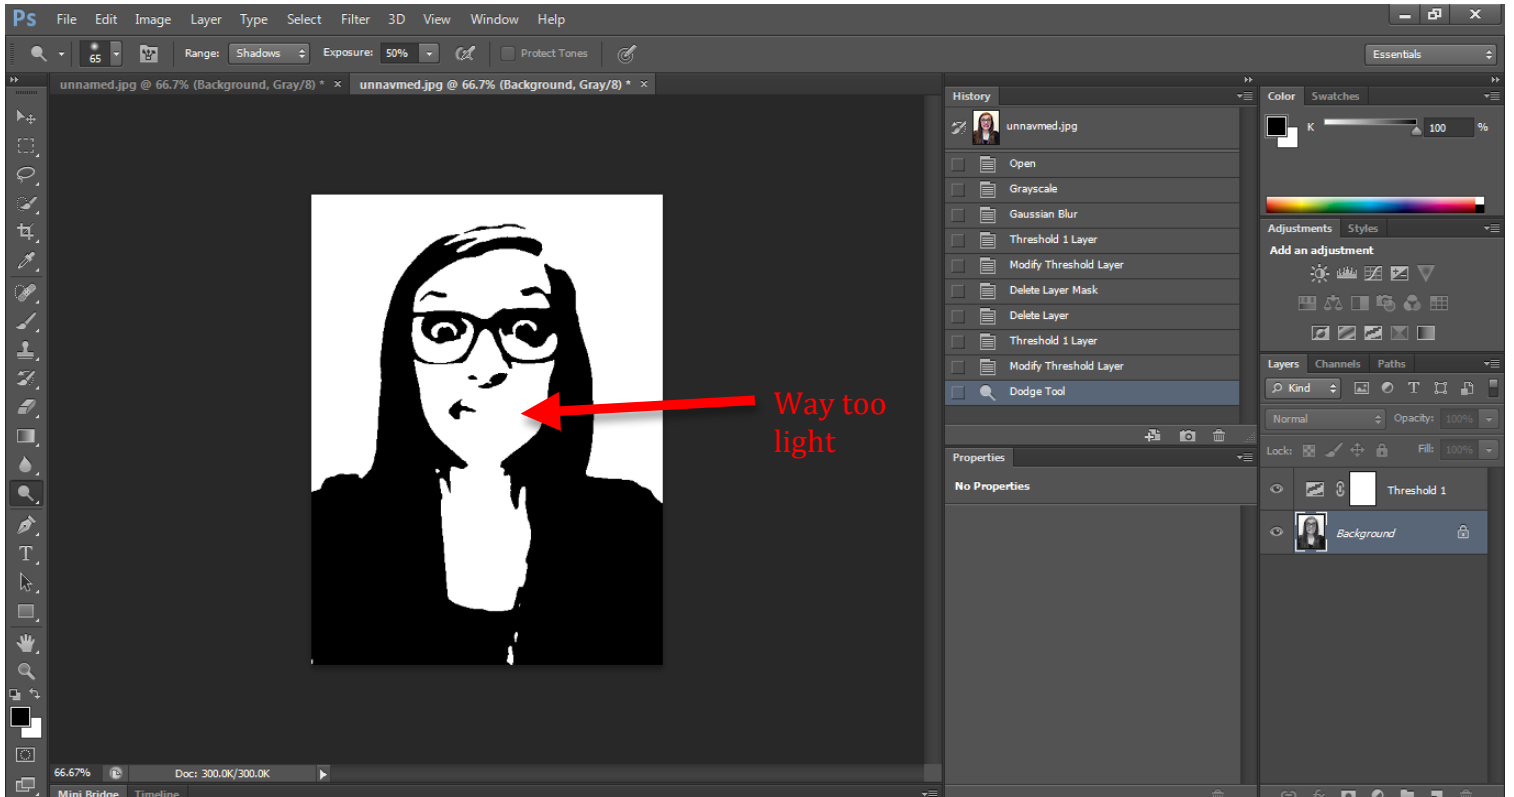 Ps File Edit Image Layer Type Select Filter 3D View Window Help
65 Range: Shadows Exposure: 50% Protect Tones Essentials
unnamed.jpg @ 66.7% (Background, Gray/8) * × unnavmed.jpg @ 66.7% (Background, Gray/8) * ×
History
unnavmed.jpg
Open
Grayscale
Gaussian Blur
Threshold 1 Layer
Modify Threshold Layer
Delete Layer Mask
Delete Layer
Threshold 1 Layer
Modify Threshold Layer
Dodge Tool
Properties
No Properties
Color Swatches
K 100 %
Adjustments Styles
Add an adjustment
Layers Channels Paths
Kind
Normal Opacity: 100%
Lock: Fill: 100%
Threshold 1
Background
Way too
light
66.67% Doc: 300.0K/300.0K
Mini Bridge Timeline